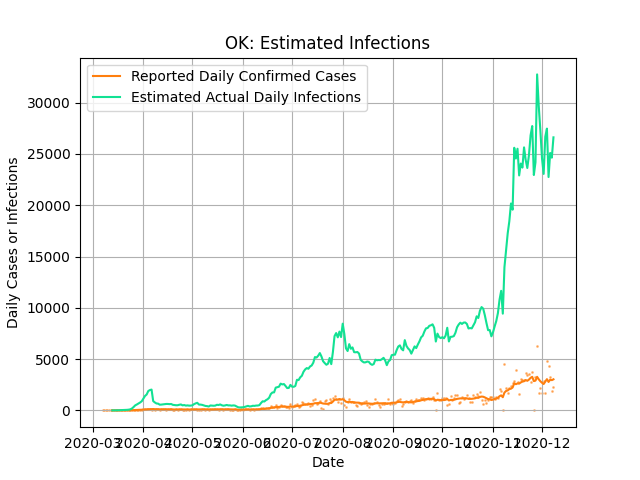 OK: Estimated Infections
Reported Daily Confirmed Cases
Estimated Actual Daily Infections
Daily Cases or Infections
30000
25000
20000
15000
10000
5000
0
2020-03 2020-04 2020-05 2020-06 2020-07 2020-08 2020-09 2020-10 2020-11 2020-12
Date